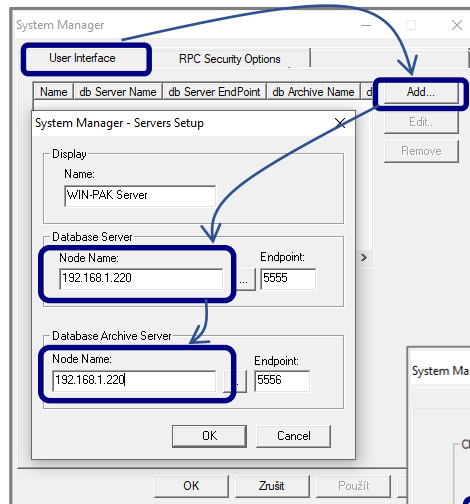 System Manager
User Interface
RPC Security Options
Name
db Server Name
db Server EndPoint
db Archive Name
d
Add...
Edit..
Remove
System Manager - Servers Setup
Display
Name:
WIN-PAK Server
Database Server
Node Name:
Endpoint:
192.168.1.220
...
5555
Database Archive Server
Node Name:
Endpoint:
192.168.1.220
5556
OK
Cancel
System Ma
OK
Zrušit
Použít